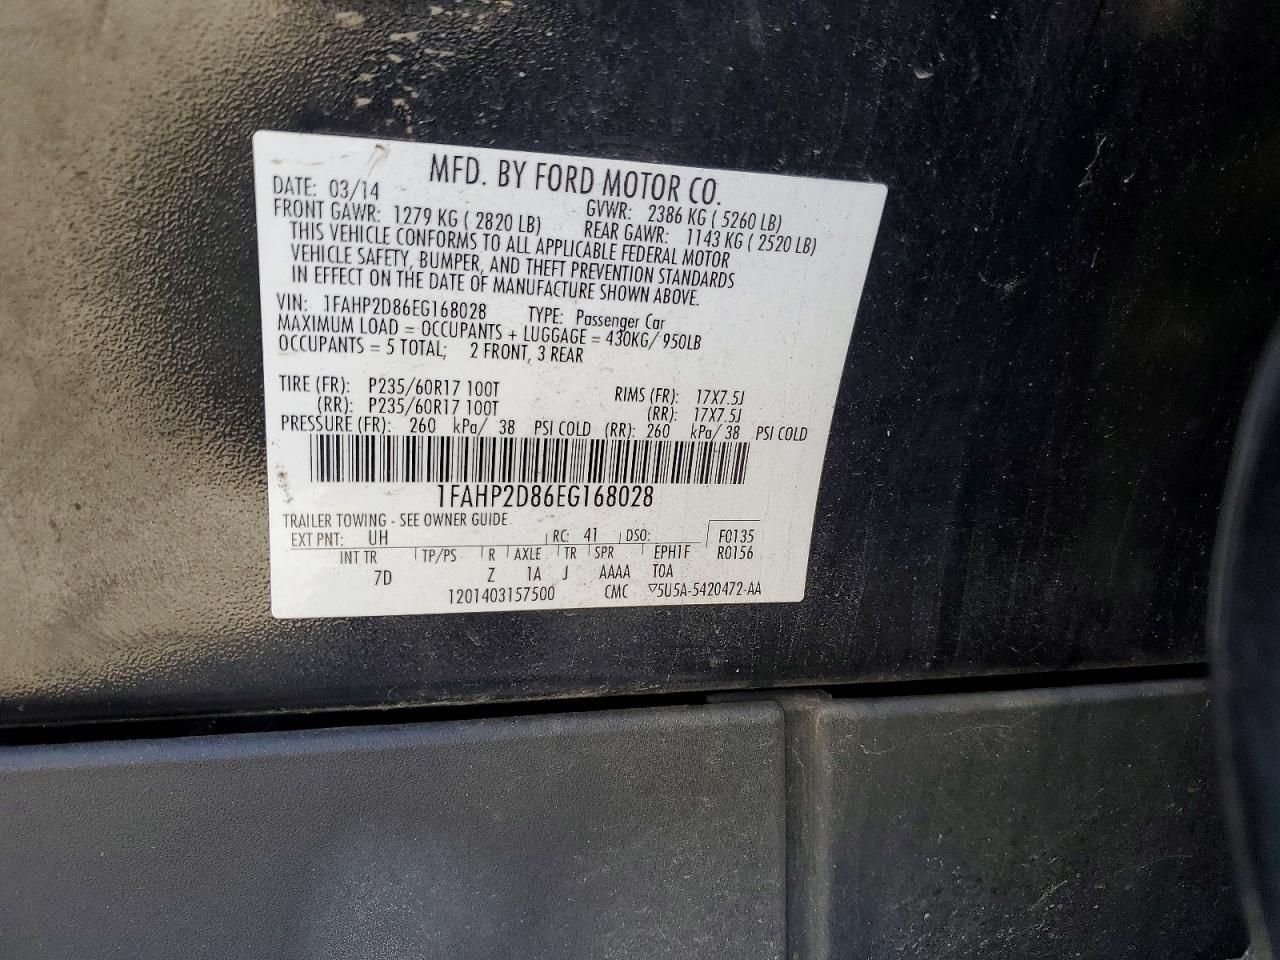 MFD. BY FORD MOTOR CO.
DATE: 03/14 GVWR: 2386 KG ( 5260 LB)
FRONT GAWR: 1279 KG ( 2820 LB) REAR GAWR: 1143 KG ( 2520 LB)
THIS VEHICLE CONFORMS TO ALL APPLICABLE FEDERAL MOTOR
VEHICLE SAFETY, BUMPER, AND THEFT PREVENTION STANDARDS
IN EFFECT ON THE DATE OF MANUFACTURE SHOWN ABOVE.
VIN: 1FAHP2D86EG168028 TYPE: Passenger Car
MAXIMUM LOAD = OCCUPANTS + LUGGAGE = 430KG/ 950LB
OCCUPANTS = 5 TOTAL; 2 FRONT, 3 REAR
TIRE (FR): P235/60R17 100T RIMS (FR): 17X7.5J
(RR): P235/60R17 100T (RR): 17X7.5J
PRESSURE (FR): 260 kPa/ 38 PSI COLD (RR): 260 kPa/ 38 PSI COLD
1FAHP2D86EG168028
TRAILER TOWING - SEE OWNER GUIDE
EXT PNT: UH RC: 41 DSO: F0135
INT TR TP/PS R AXLE TR SPR EPH1F R0156
7D Z 1A J AAAA T0A
1201403157500 CMC ▽5U5A-5420472-AA